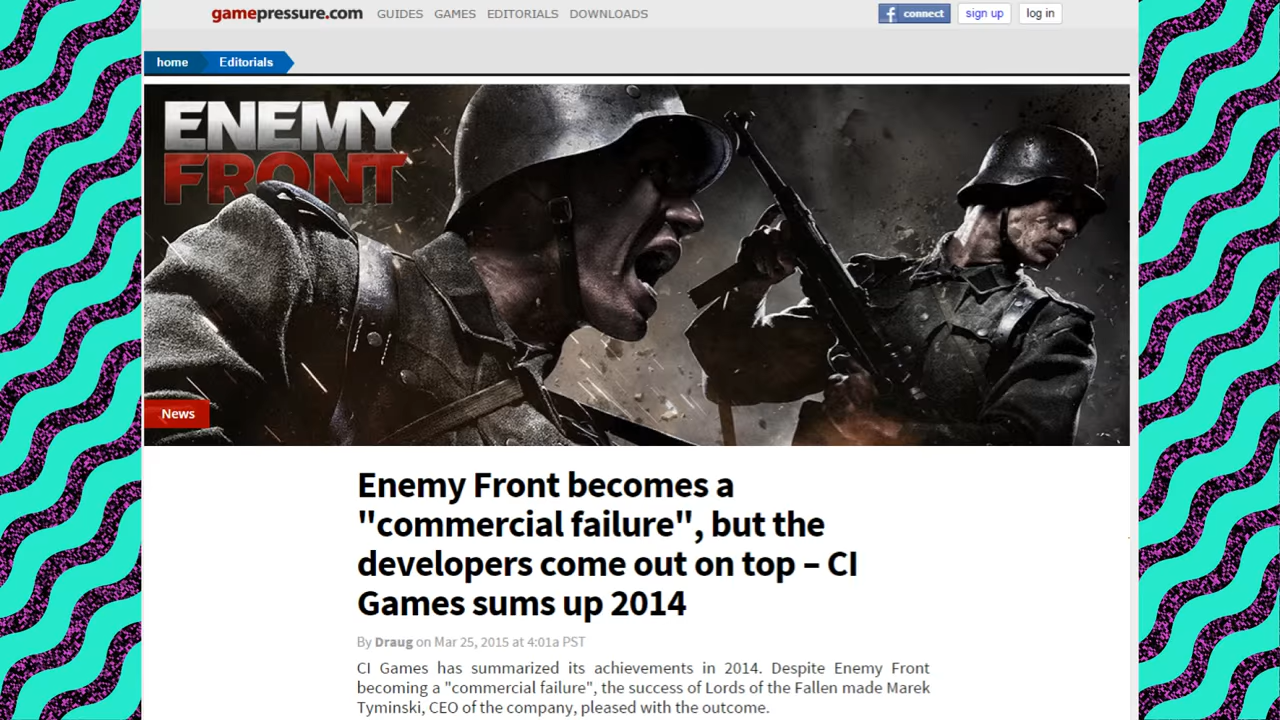 gamepressure.com GUIDES GAMES EDITORIALS DOWNLOADS f connect sign up log in
home Editorials
ENEMY
FRONT
News
Enemy Front becomes a
"commercial failure", but the
developers come out on top – CI
Games sums up 2014
By Draug on Mar 25, 2015 at 4:01a PST
CI Games has summarized its achievements in 2014. Despite Enemy Front
becoming a "commercial failure", the success of Lords of the Fallen made Marek
Tyminski, CEO of the company, pleased with the outcome.